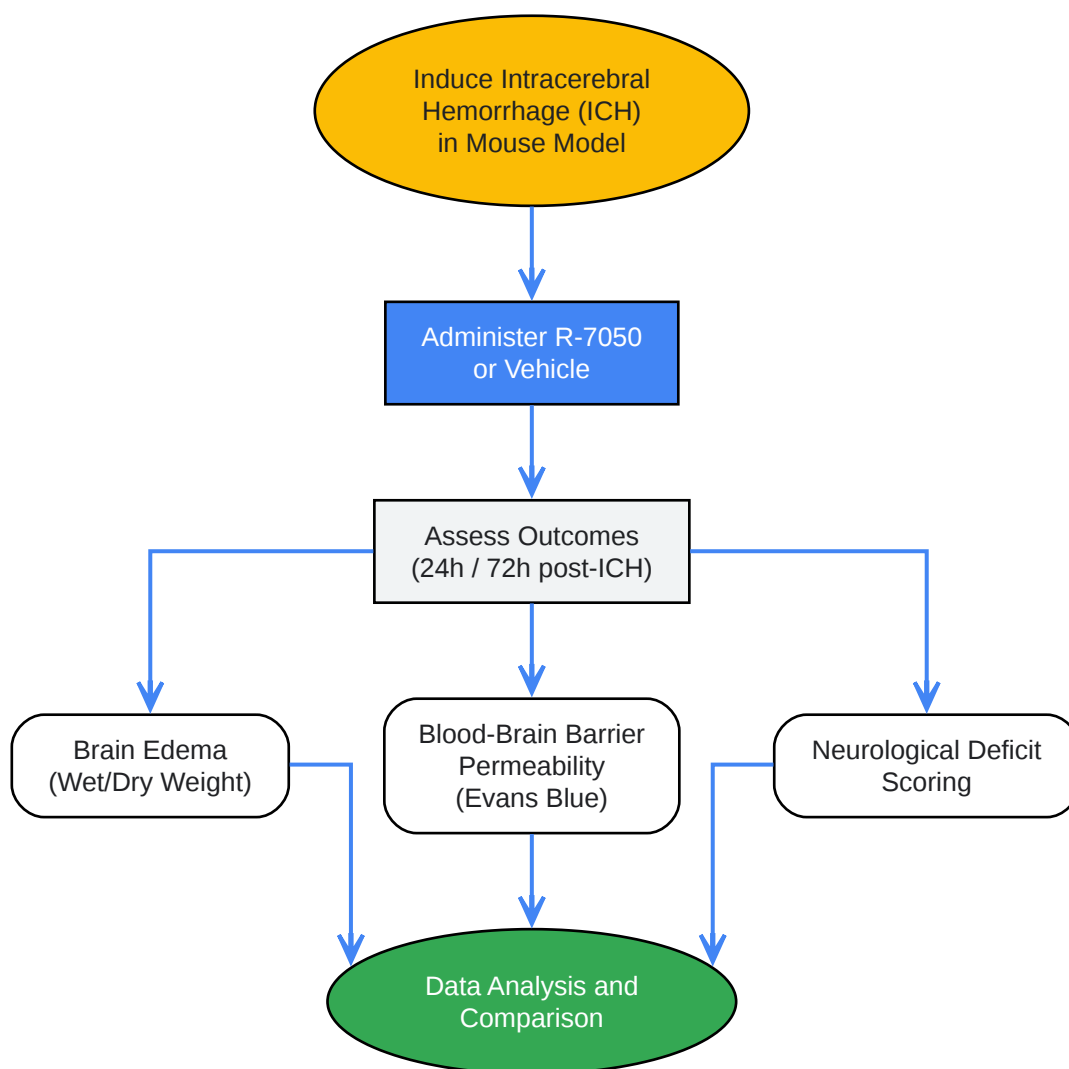 Induce Intracerebral
Hemorrhage (ICH)
in Mouse Model
Administer R-7050
or Vehicle
Assess Outcomes
(24h / 72h post-ICH)
Brain Edema
(Wet/Dry Weight)
Blood-Brain Barrier
Permeability
(Evans Blue)
Neurological Deficit
Scoring
Data Analysis and
Comparison